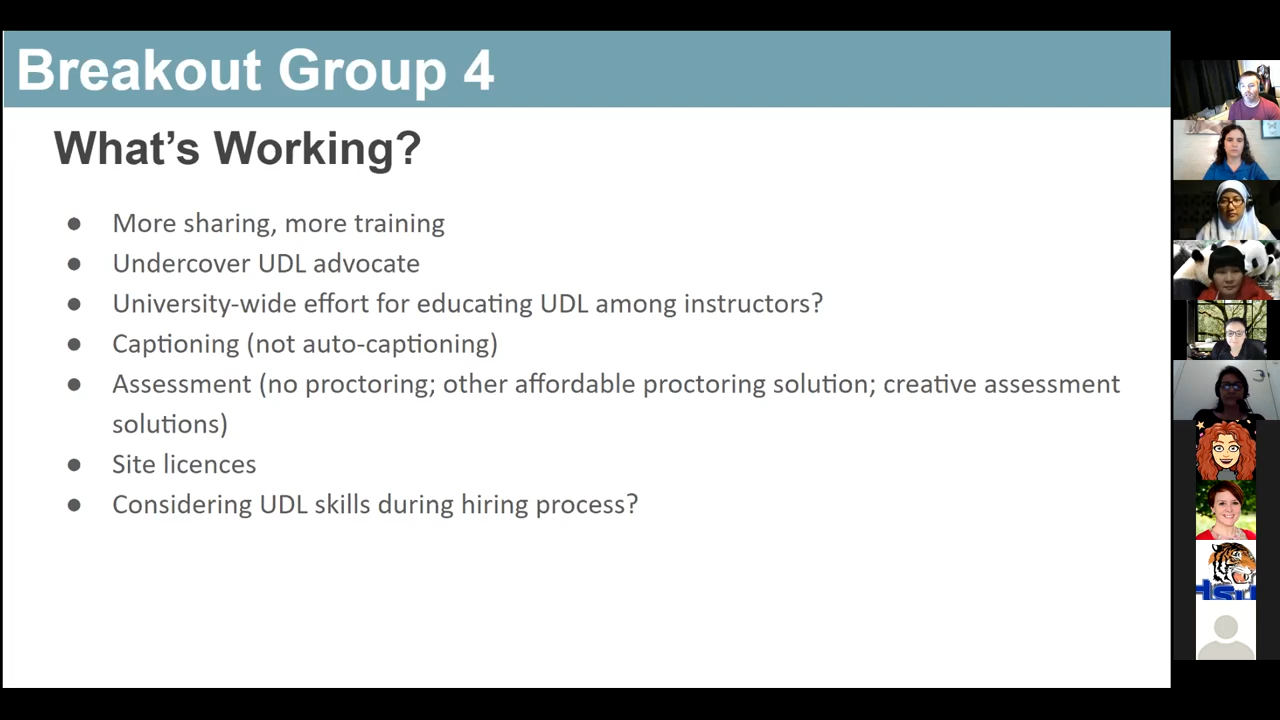 Breakout Group 4
What's Working?
● More sharing, more training
● Undercover UDL advocate
● University-wide effort for educating UDL among instructors?
● Captioning (not auto-captioning)
● Assessment (no proctoring; other affordable proctoring solution; creative assessment
solutions)
● Site licences
● Considering UDL skills during hiring process?